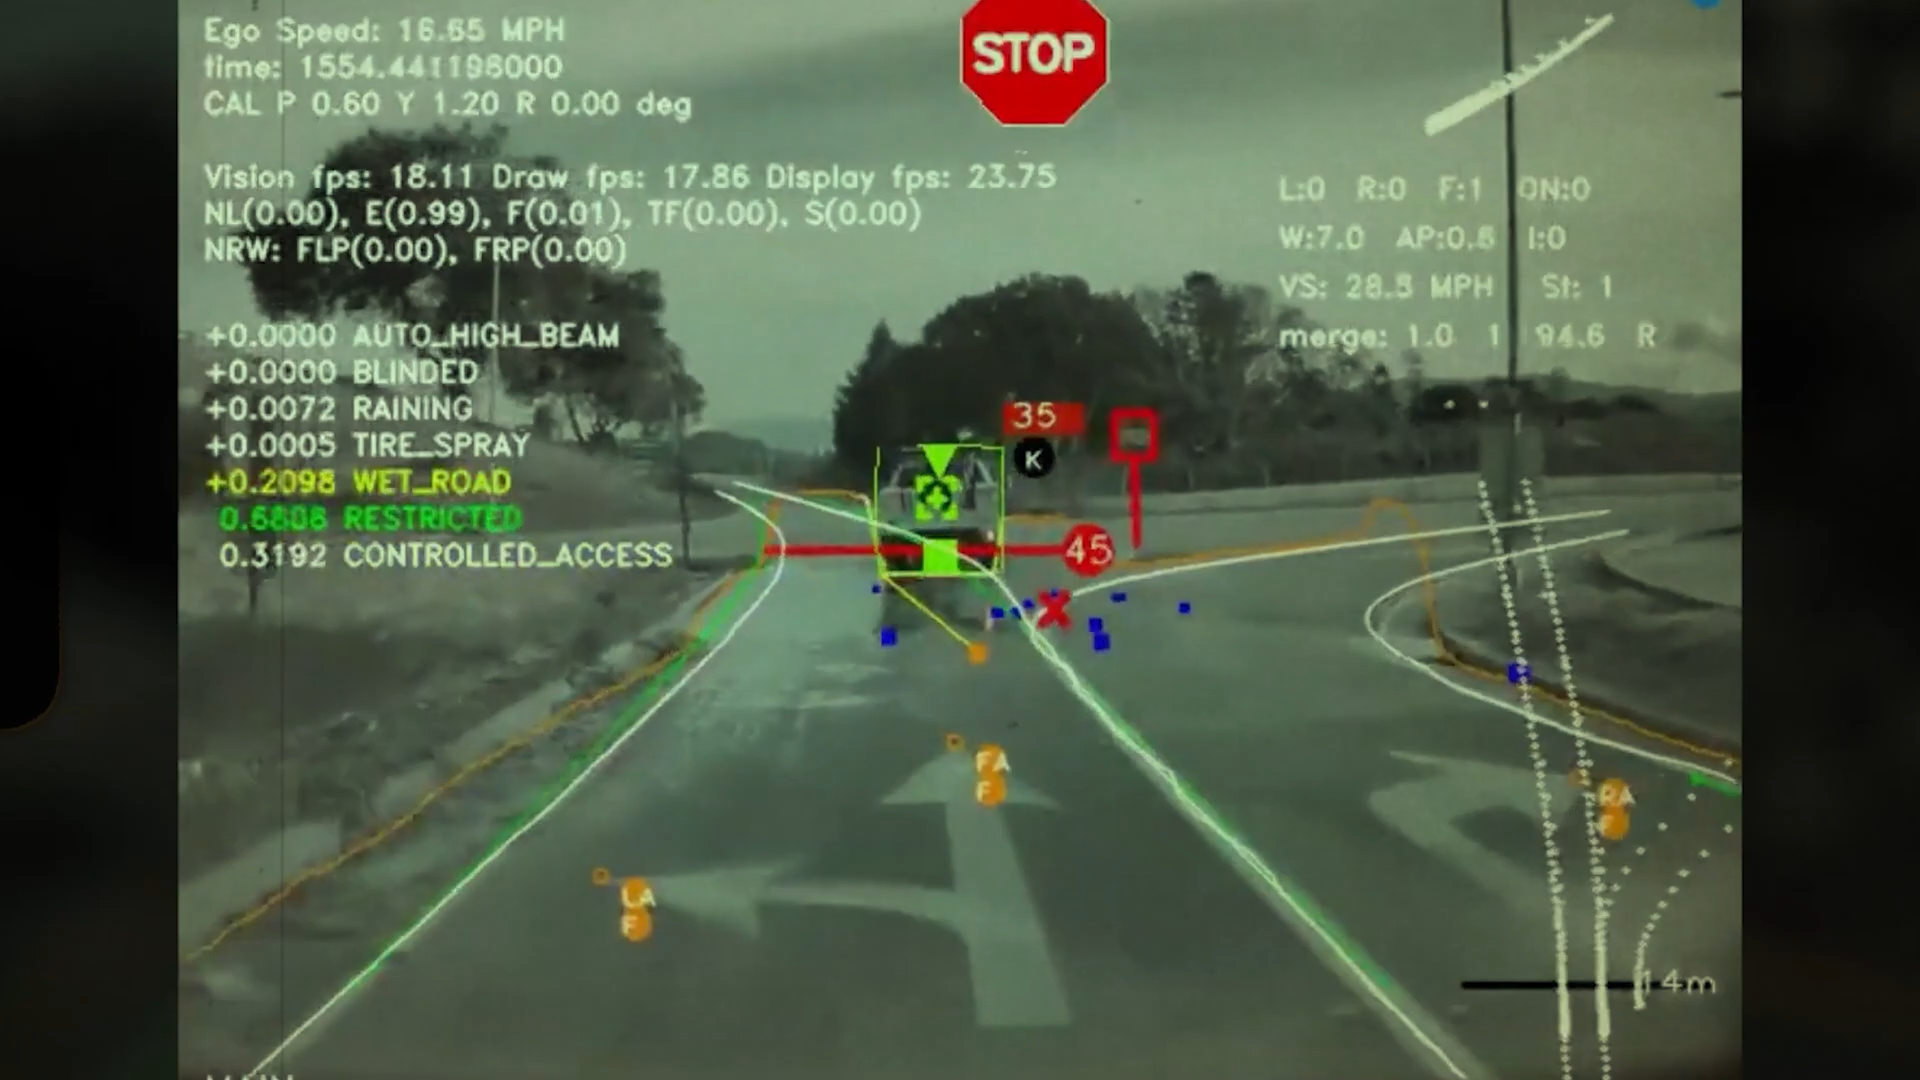 Ego Speed: 16.65 MPH
time: 1554.441196000
CAL P 0.60 Y 1.20 R 0.00 deg
STOP
Vision fps: 18.11 Draw fps: 17.86 Display fps: 23.75
NL(0.00), E(0.99), F(0.01), TF(0.00), S(0.00)
NRW: FLP(0.00), FRP(0.00)
L:0 R:0 F:1 ON:0
W:7.0 AP:0.6 I:0
VS: 28.5 MPH St: 1
merge: 1.0 1 94.6 R
+0.0000 AUTO_HIGH_BEAM
+0.0000 BLINDED
+0.0072 RAINING
+0.0005 TIRE_SPRAY
+0.2098 WET_ROAD
RESTRICTED
0.3192 CONTROLLED_ACCESS
35
K
45
FA
F
RA
F
LA
F
14m